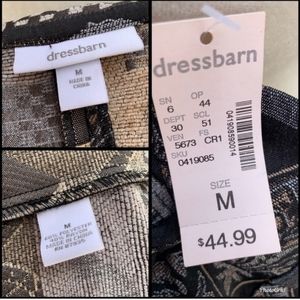 dressbarn
M
MADE IN
CHINA
M
dressbarn
SN OP
6 44
DEPT SCL
30 51
VEN FS
5673 CR1
SKU
0419085
041908590014
SIZE
M
$44.99